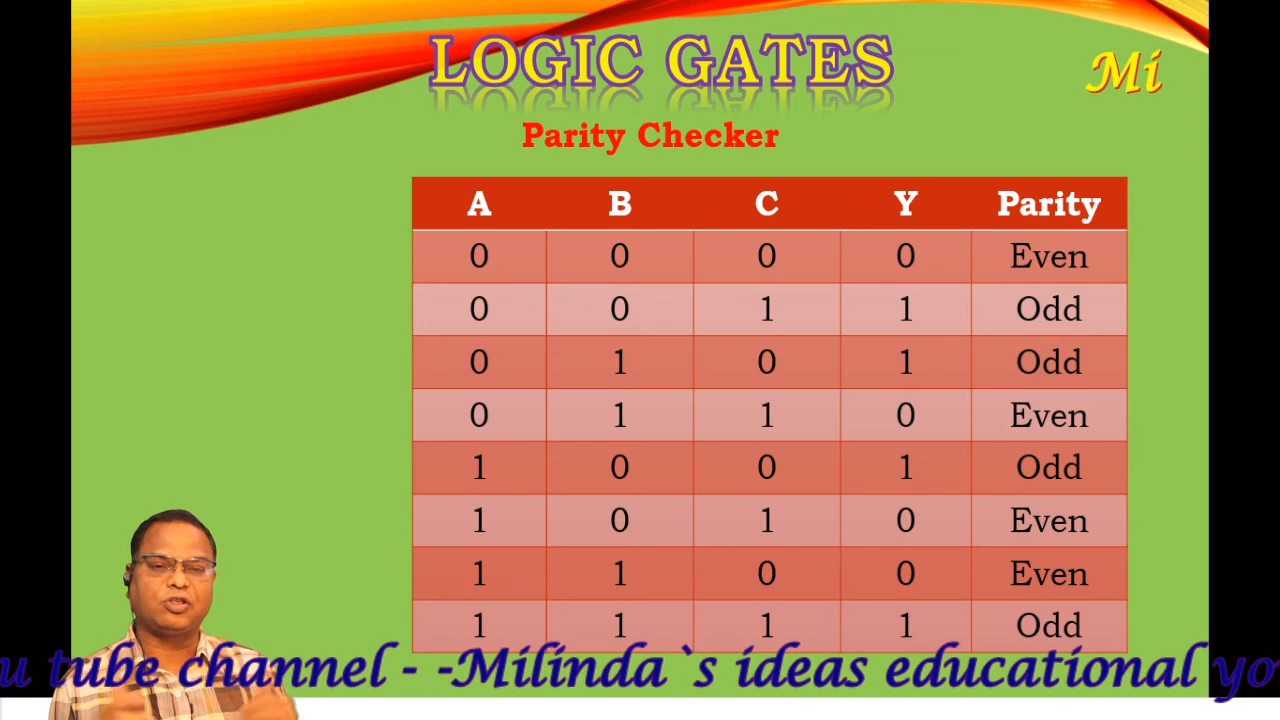 LOGIC GATES
Mi
Parity Checker
A B C Y Parity
0 0 0 0 Even
0 0 1 1 Odd
0 1 0 1 Odd
0 1 1 0 Even
1 0 0 1 Odd
1 0 1 0 Even
1 1 0 0 Even
1 1 1 1 Odd
u tube channel - -Milinda `s ideas educational yo